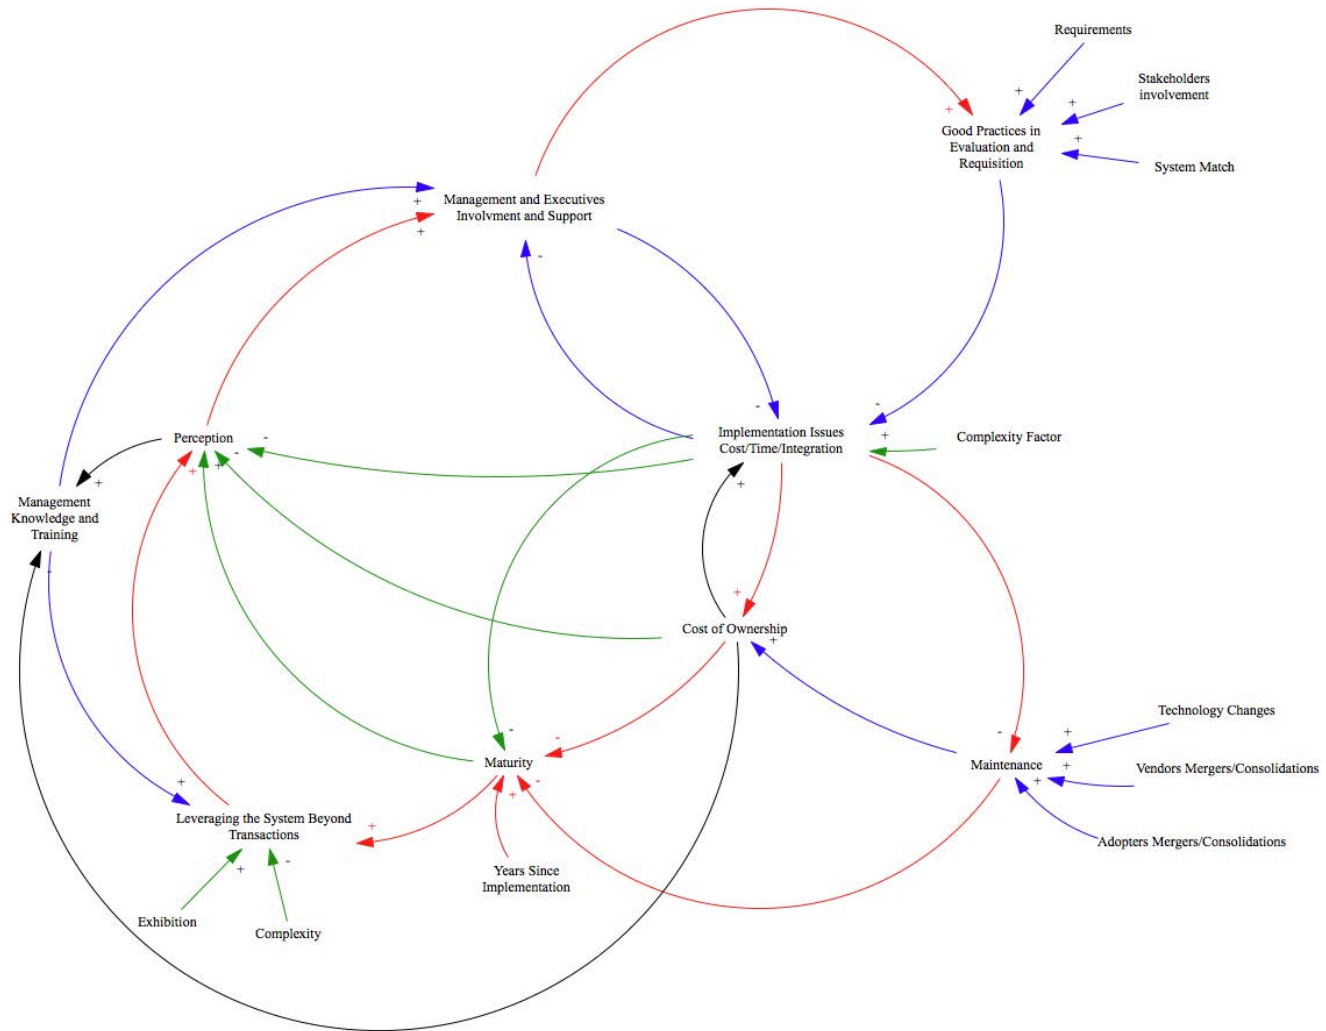 Requirements
Stakeholders
involvement
Good Practices in
Evaluation and
Requisition
System Match
Management and Executives
Involvment and Support
Perception
Implementation Issues
Cost/Time/Integration
Complexity Factor
Management
Knowledge and
Training
Cost of Ownership
Technology Changes
Maturity
Maintenance
Vendors Mergers/Consolidations
Leveraging the System Beyond
Transactions
Adopters Mergers/Consolidations
Years Since
Implementation
Exhibition
Complexity